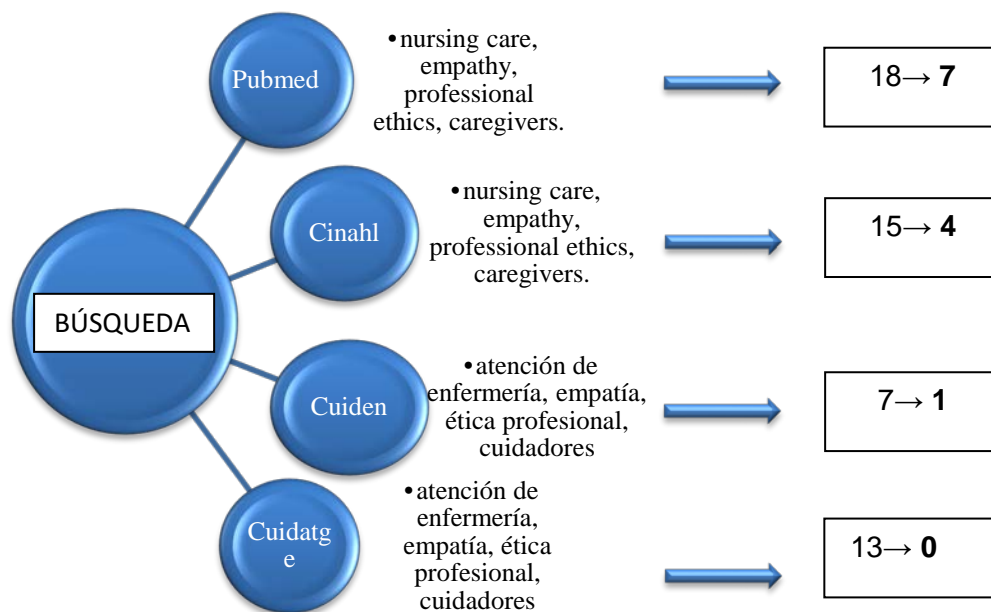 Pubmed
•nursing care,
empathy,
professional
ethics, caregivers.
18→ 7
Cinahl
•nursing care,
empathy,
professional ethics,
caregivers.
15→ 4
BÚSQUEDA
Cuiden
•atención de
enfermería, empatía,
ética profesional,
cuidadores
7→ 1
Cuidatg
e
•atención de
enfermería,
empatía, ética
profesional,
cuidadores
13→ 0